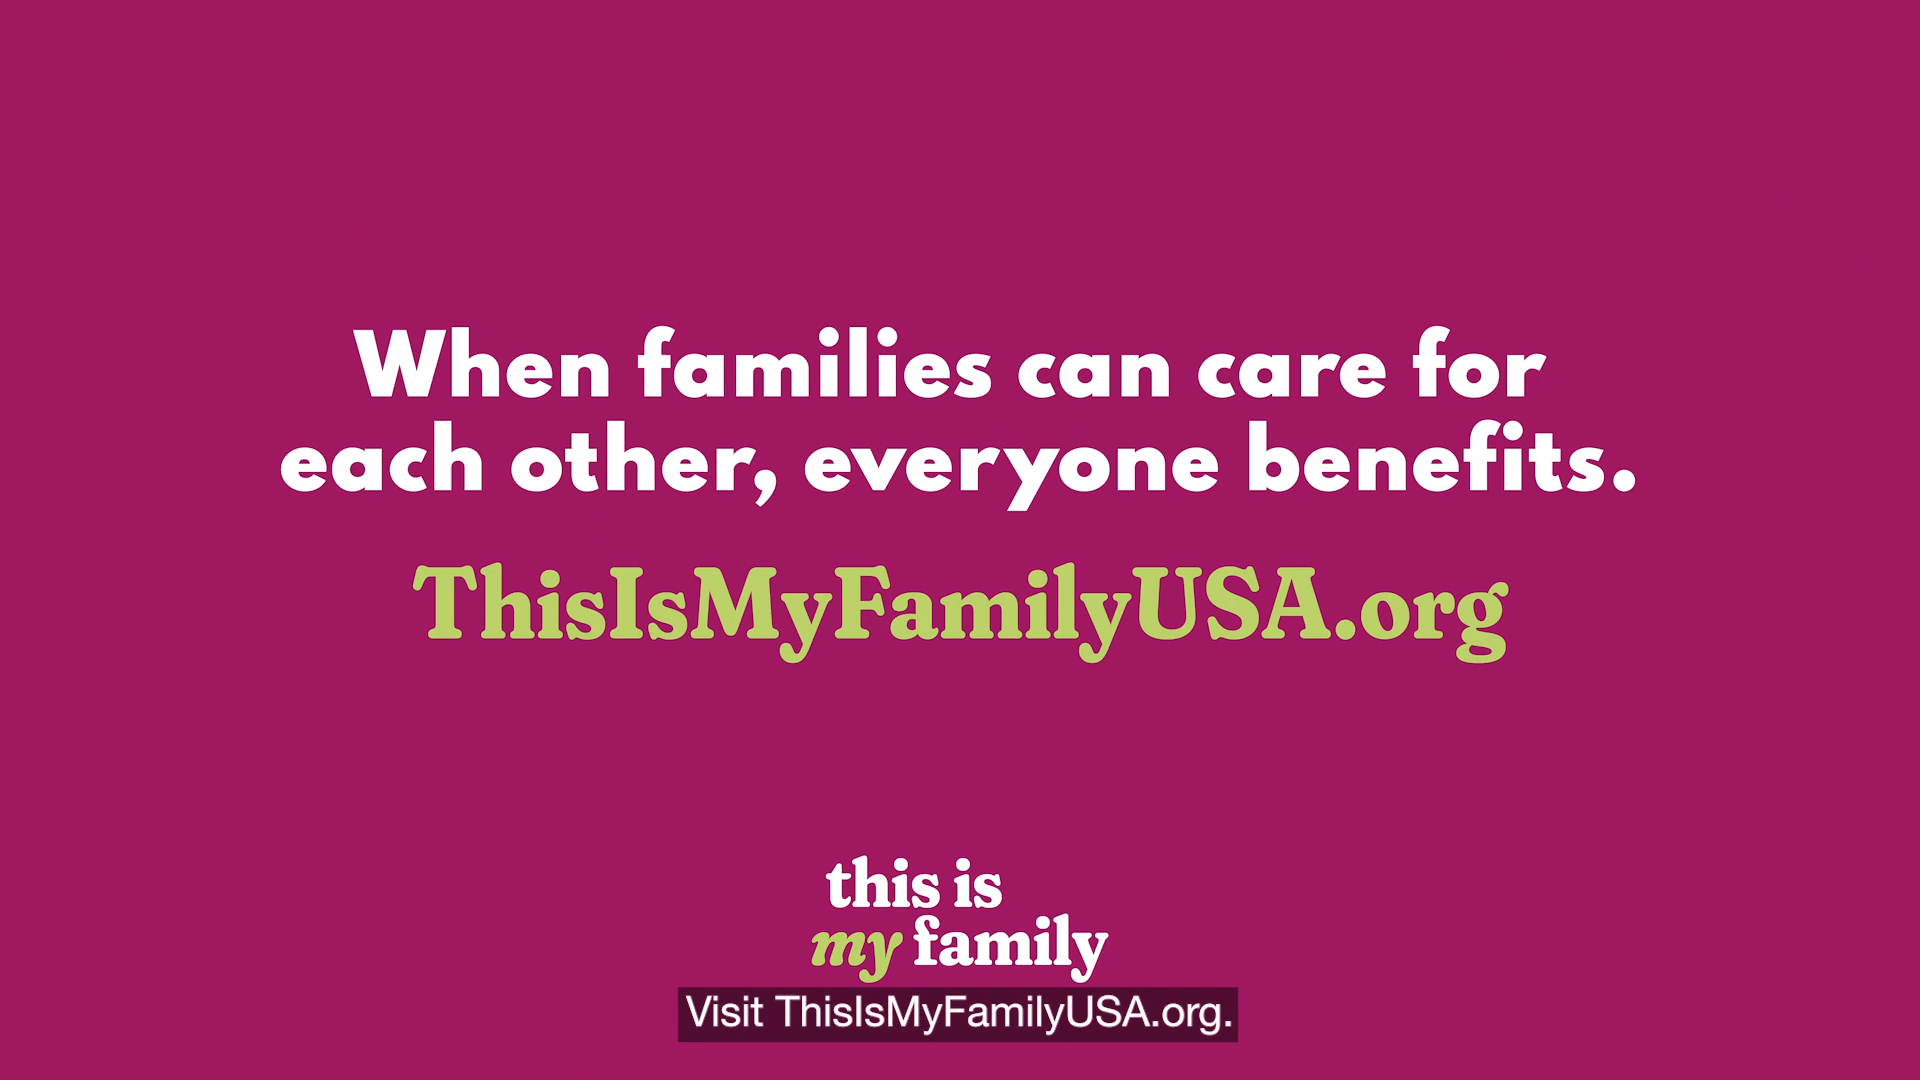 When families can care for
each other, everyone benefits.
ThisIsMyFamilyUSA.org
this is
my family
Visit ThisIsMyFamilyUSA.org.